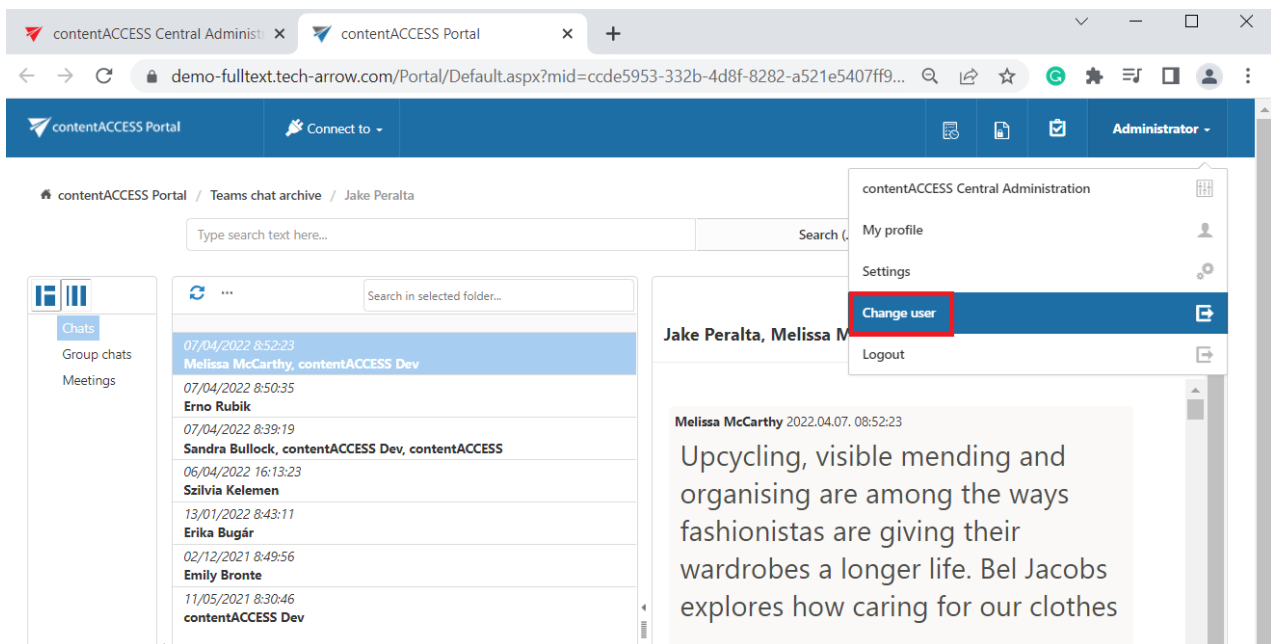 contentACCESS Central Administ
contentACCESS Portal
demo-fulltext.tech-arrow.com/Portal/Default.aspx?mid=ccde5953-332b-4d8f-8282-a521e5407ff9...
contentACCESS Portal
Connect to
Administrator
contentACCESS Portal / Teams chat archive / Jake Peralta
Type search text here...
Search (.
contentACCESS Central Administration
My profile
Settings
Change user
Logout
Chats
Group chats
Meetings
...
Search in selected folder...
07/04/2022 8:52:23
Melissa McCarthy, contentACCESS Dev
07/04/2022 8:50:35
Erno Rubik
07/04/2022 8:39:19
Sandra Bullock, contentACCESS Dev, contentACCESS
06/04/2022 16:13:23
Szilvia Kelemen
13/01/2022 8:43:11
Erika Bugár
02/12/2021 8:49:56
Emily Bronte
11/05/2021 8:30:46
contentACCESS Dev
Jake Peralta, Melissa M
Melissa McCarthy 2022.04.07. 08:52:23
Upcycling, visible mending and
organising are among the ways
fashionistas are giving their
wardrobes a longer life. Bel Jacobs
explores how caring for our clothes